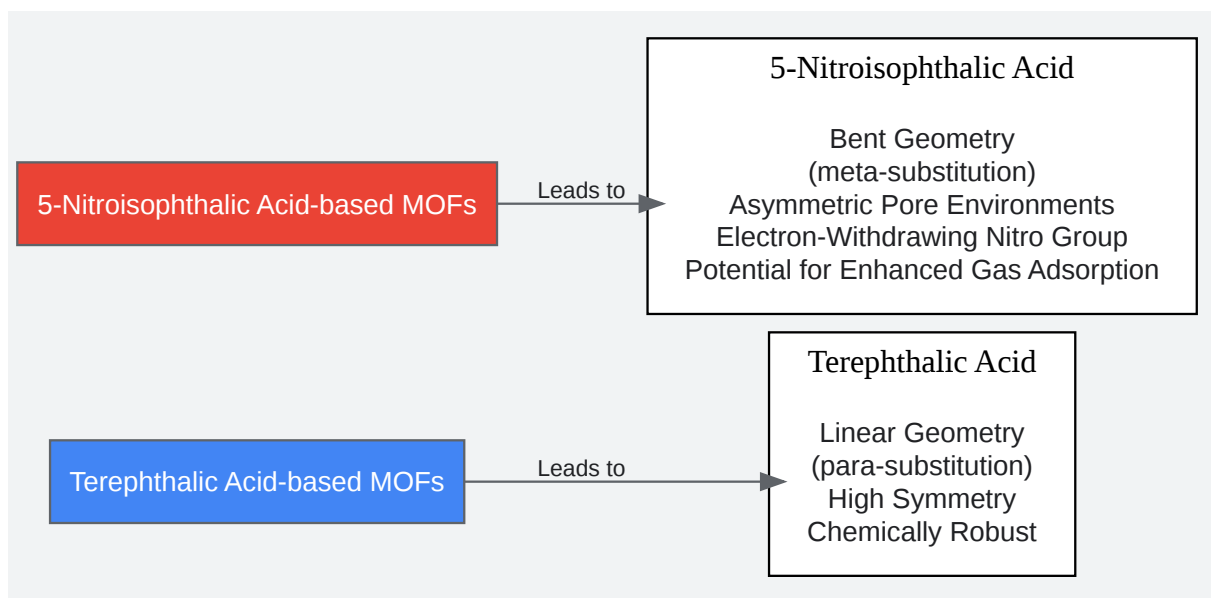 5-Nitroisophthalic Acid-based MOFs
Leads to
5-Nitroisophthalic Acid
Bent Geometry
(meta-substitution)
Asymmetric Pore Environments
Electron-Withdrawing Nitro Group
Potential for Enhanced Gas Adsorption
Terephthalic Acid-based MOFs
Leads to
Terephthalic Acid
Linear Geometry
(para-substitution)
High Symmetry
Chemically Robust